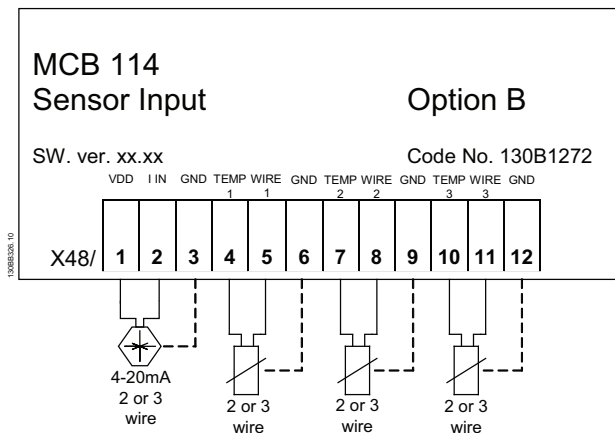 MCB 114
Sensor Input
Option B
SW. ver. xx.xx
Code No. 130B1272
VDD I IN GND TEMP WIRE GND TEMP WIRE GND TEMP WIRE GND
1 1 2 2 3 3
X48/ 1 2 3 4 5 6 7 8 9 10 11 12
130BB326.10
4-20mA
2 or 3
wire
2 or 3
wire
2 or 3
wire
2 or 3
wire